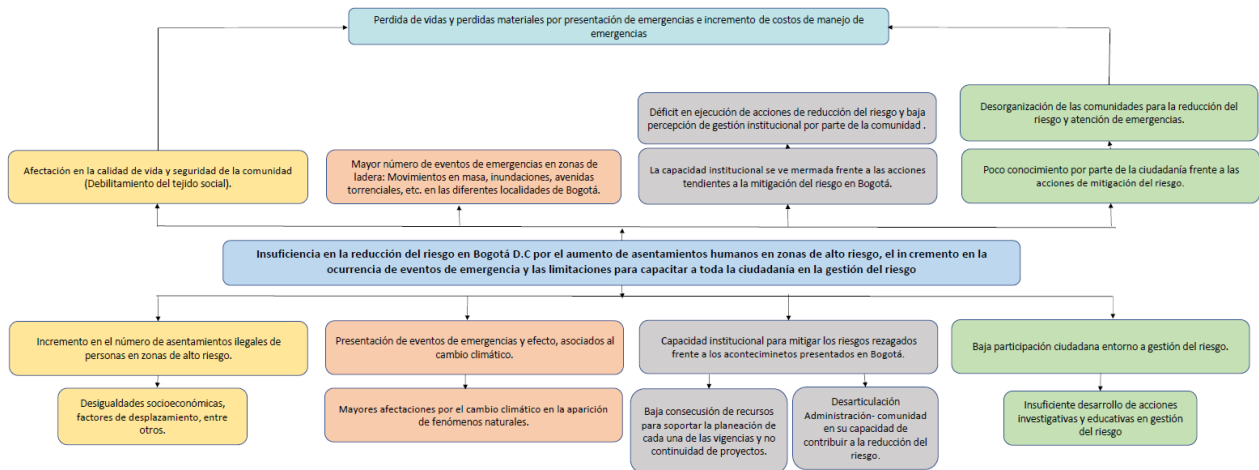 Perdida de vidas y perdidas materiales por presentación de emergencias e incremento de costos de manejo de
emergencias
Déficit en ejecución de acciones de reducción del riesgo y baja
percepción de gestión institucional por parte de la comunidad .
Desorganización de las comunidades para la reducción del
riesgo y atención de emergencias.
Afectación en la calidad de vida y seguridad de la comunidad
(Debilitamiento del tejido social).
Mayor número de eventos de emergencias en zonas de
ladera: Movimientos en masa, inundaciones, avenidas
torrenciales, etc. en las diferentes localidades de Bogotá.
La capacidad institucional se ve mermada frente a las acciones
tendientes a la mitigación del riesgo en Bogotá.
Poco conocimiento por parte de la ciudadanía frente a las
acciones de mitigación del riesgo.
Insuficiencia en la reducción del riesgo en Bogotá D.C por el aumento de asentamientos humanos en zonas de alto riesgo, el in cremento en la
ocurrencia de eventos de emergencia y las limitaciones para capacitar a toda la ciudadanía en la gestión del riesgo
Incremento en el número de asentamientos ilegales de
personas en zonas de alto riesgo.
Presentación de eventos de emergencias y efecto, asociados al
cambio climático.
Capacidad institucional para mitigar los riesgos rezagados
frente a los aconteciminetos presentados en Bogotá.
Baja participación ciudadana entorno a gestión del riesgo.
Desigualdades socioeconómicas,
factores de desplazamiento, entre
otros.
Mayores afectaciones por el cambio climático en la aparición
de fenómenos naturales.
Baja consecución de recursos
para soportar la planeación de
cada una de las vigencias y no
continuidad de proyectos.
Desarticulación
Administración- comunidad
en su capacidad de
contribuir a la reducción del
riesgo.
Insuficiente desarrollo de acciones
investigativas y educativas en gestión
del riesgo